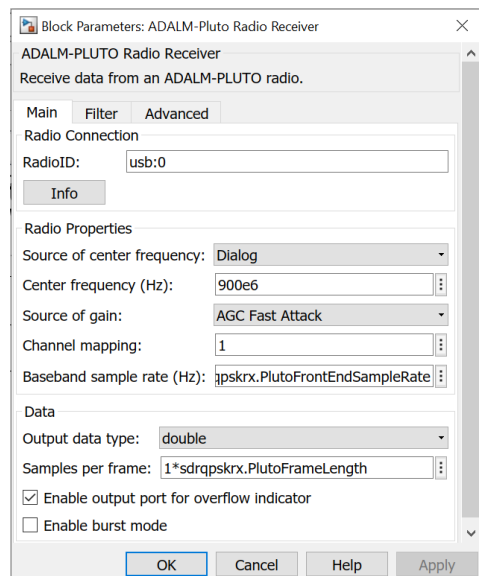 Block Parameters: ADALM-Pluto Radio Receiver
ADALM-PLUTO Radio Receiver
Receive data from an ADALM-PLUTO radio.
Main Filter Advanced
Radio Connection
RadioID: usb:0
Info
Radio Properties
Source of center frequency: Dialog
Center frequency (Hz): 900e6
Source of gain: AGC Fast Attack
Channel mapping: 1
Baseband sample rate (Hz): qpskrx.PlutoFrontEndSampleRate
Data
Output data type: double
Samples per frame: 1*sdrqpskrx.PlutoFrameLength
Enable output port for overflow indicator
Enable burst mode
OK Cancel Help Apply